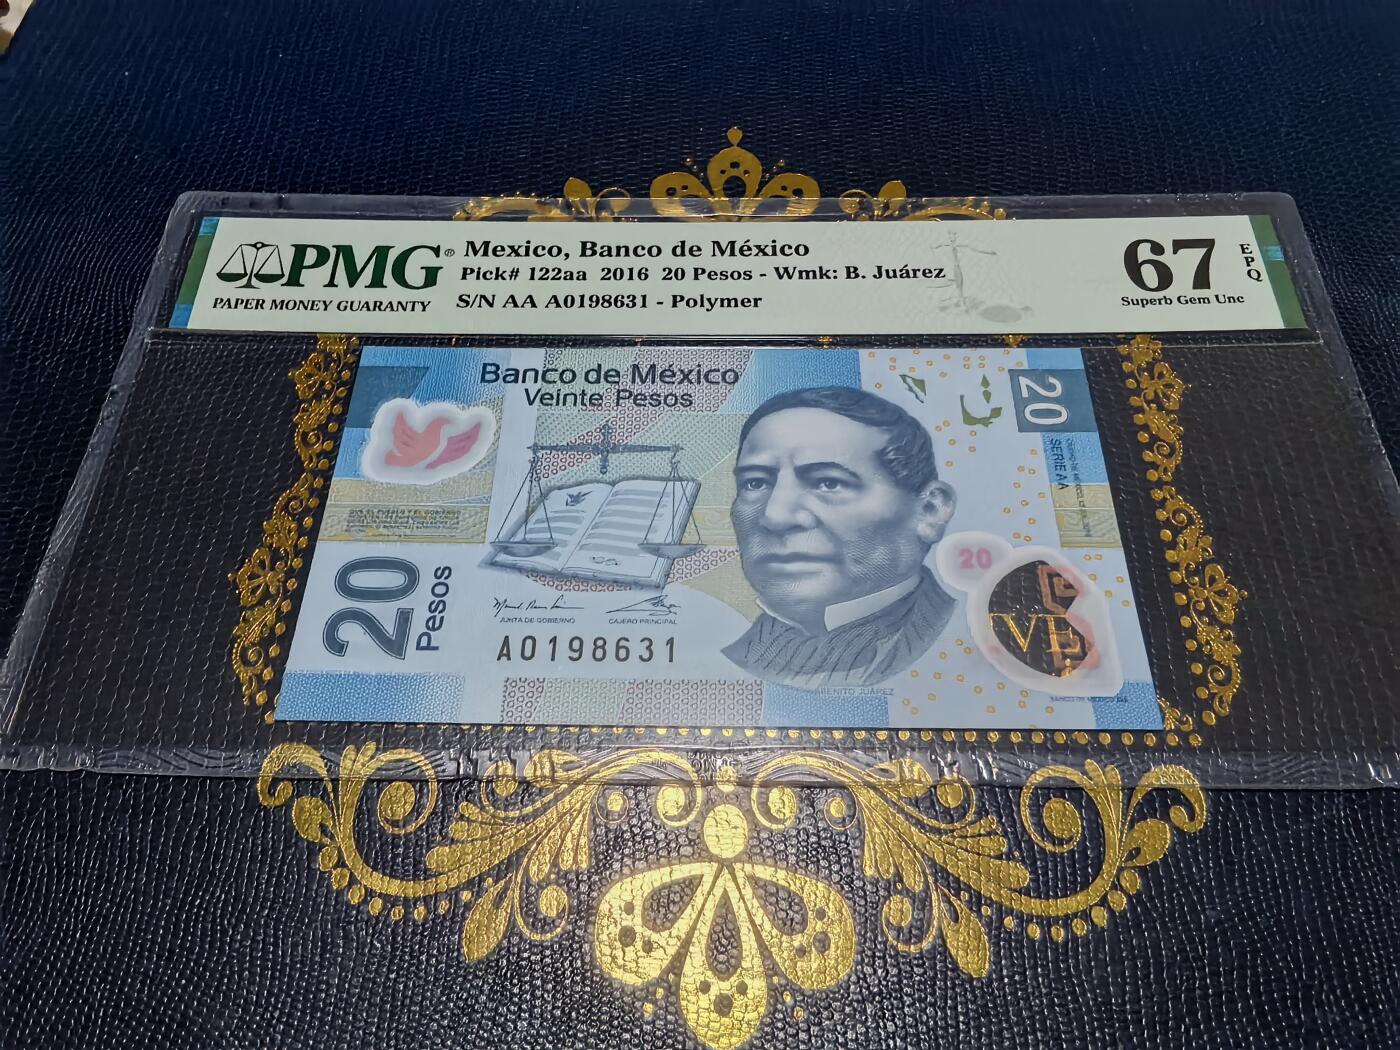 PMG®
PAPER MONEY GUARANTY
Mexico, Banco de México
Pick# 122aa 2016 20 Pesos - Wmk: B. Juárez
S/N AA A0198631 - Polymer
67
Superb Gem Unc
EPQ
Banco de México
Veinte Pesos
20
SERIE AA
20
Pesos
20
JUNTA DE GOBIERNO
CAJERO PRINCIPAL
A0198631
BENITO JUÁREZ